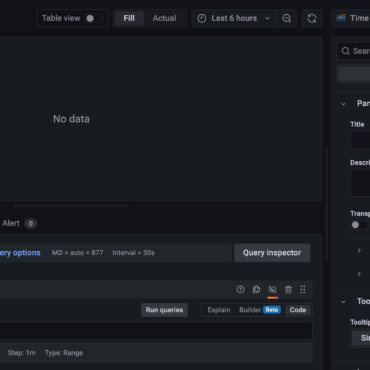 Table view Fill Actual Last 6 hours Time
Sear
No data
Pan
Title
Descri
Transp
Alert 0
ery options MD = auto = 877 Interval = 30s Query inspector
Run queries Explain Builder Beta Code
Too
Tooltip
Si
Step: 1m Type: Range